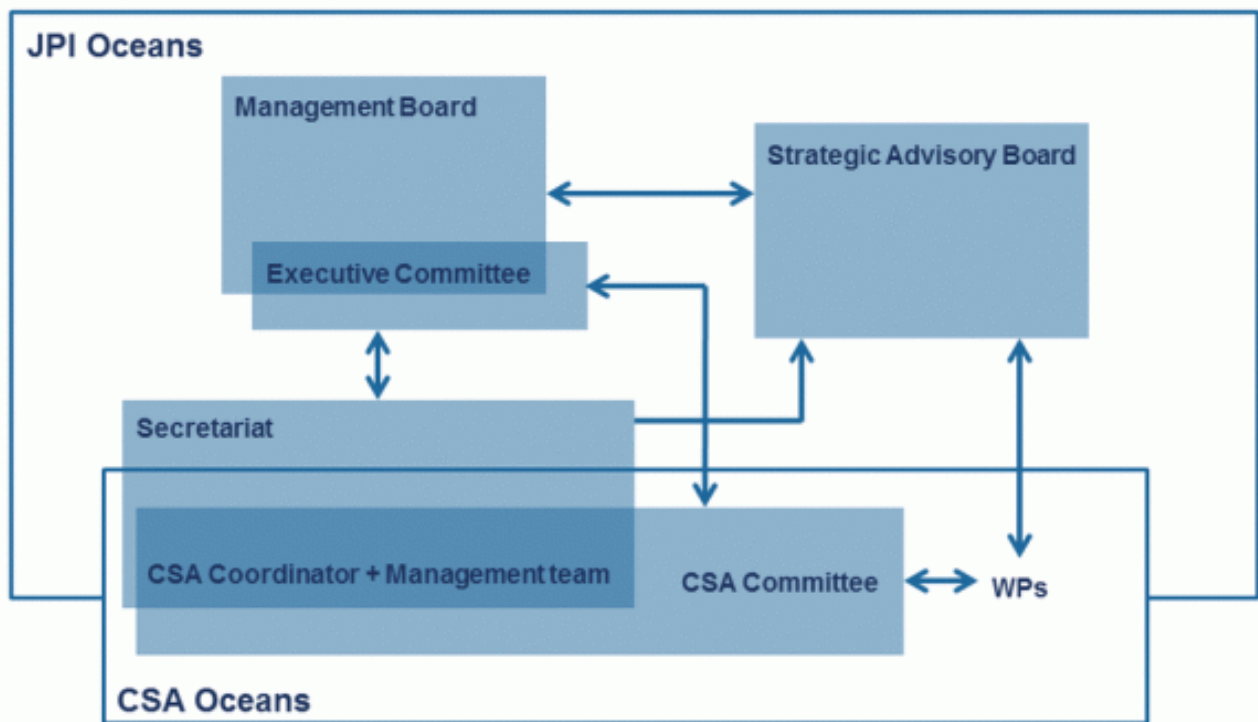 JPI Oceans
Management Board
Strategic Advisory Board
Executive Committee
Secretariat
CSA Coordinator + Management team
CSA Committee
WPs
CSA Oceans